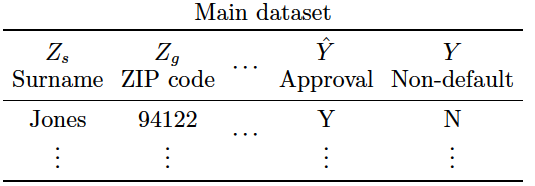 Main dataset
Z_s Z_g … Ŷ Y
Surname ZIP code Approval Non-default
Jones 94122 … Y N
⋮ ⋮ ⋮ ⋮